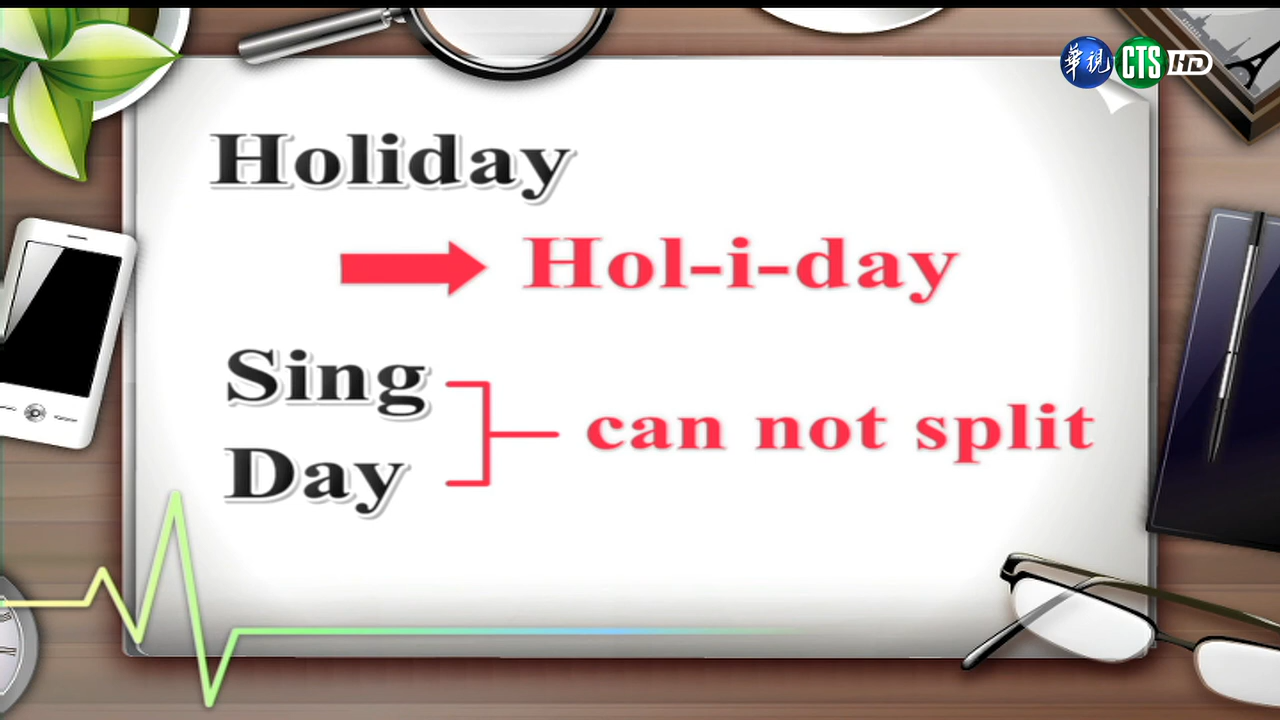 華視 CTS HD
Holiday
Hol-i-day
Sing
can not split
Day